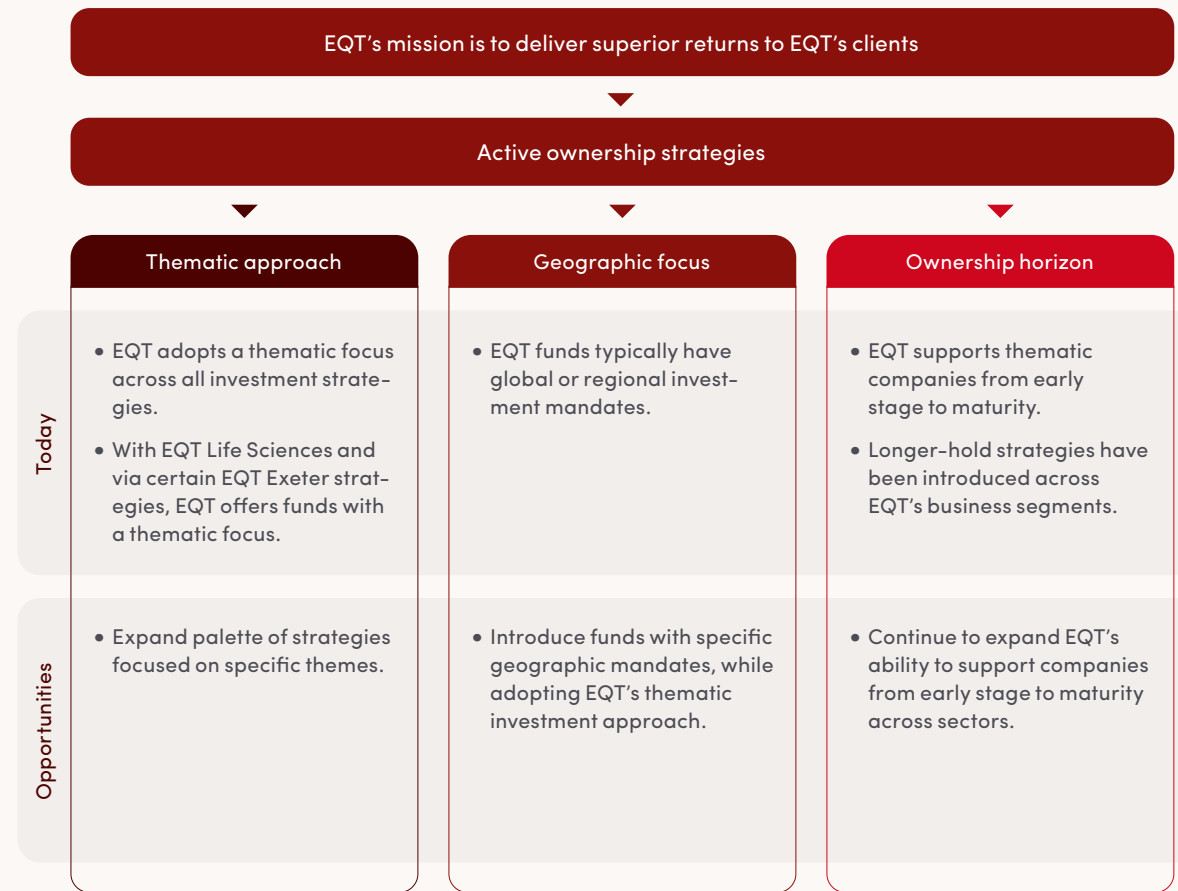 EQT’s mission is to deliver superior returns to EQT’s clients
Active ownership strategies
Thematic approach
Geographic focus
Ownership horizon
Today
• EQT adopts a thematic focus
across all investment strate-
gies.
• With EQT Life Sciences and
via certain EQT Exeter strat-
egies, EQT offers funds with
a thematic focus.
• EQT funds typically have
global or regional invest-
ment mandates.
• EQT supports thematic
companies from early
stage to maturity.
• Longer-hold strategies have
been introduced across
EQT’s business segments.
Opportunities
• Expand palette of strategies
focused on specific themes.
• Introduce funds with specific
geographic mandates, while
adopting EQT’s thematic
investment approach.
• Continue to expand EQT’s
ability to support companies
from early stage to maturity
across sectors.